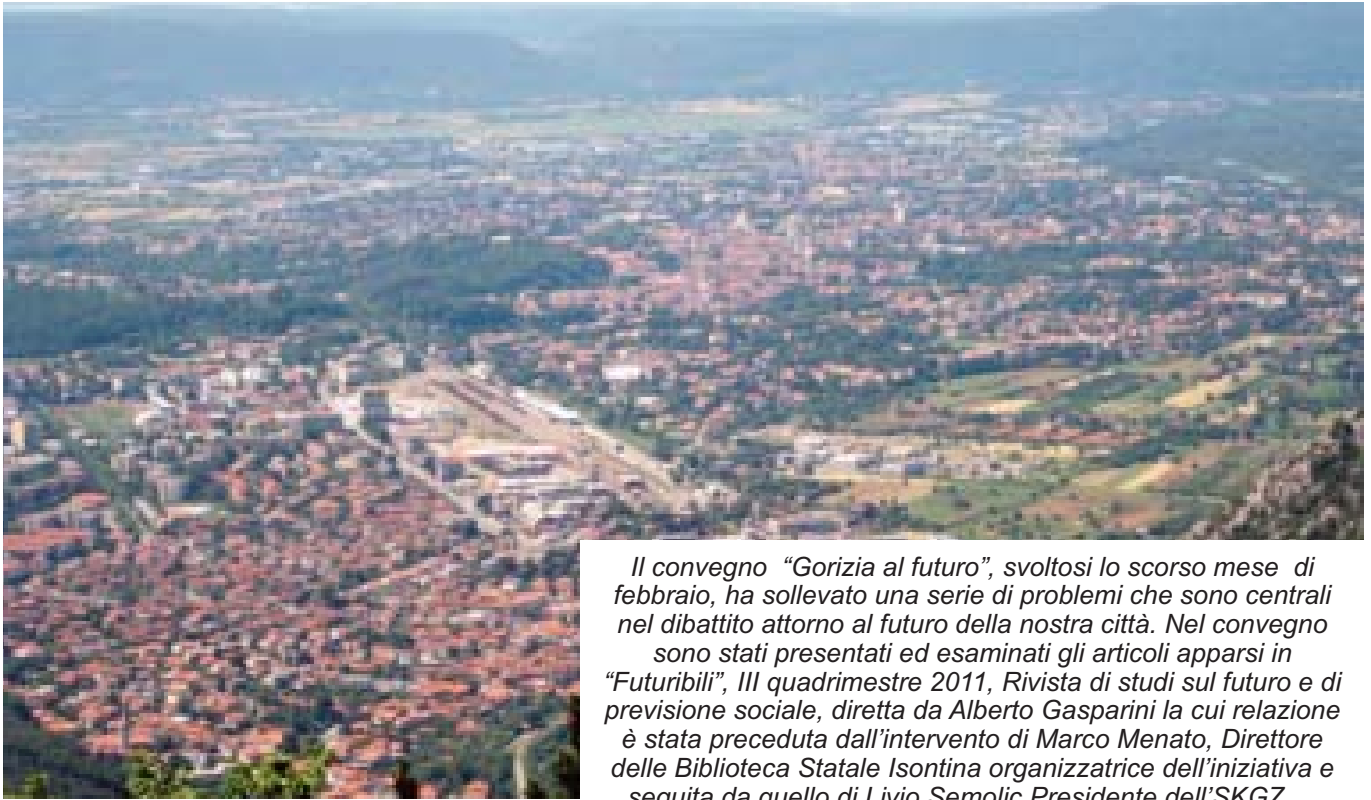 Il convegno “Gorizia al futuro”, svoltosi lo scorso mese di
febbraio, ha sollevato una serie di problemi che sono centrali
nel dibattito attorno al futuro della nostra città. Nel convegno
sono stati presentati ed esaminati gli articoli apparsi in
“Futuribili”, III quadrimestre 2011, Rivista di studi sul futuro e di
previsione sociale, diretta da Alberto Gasparini la cui relazione
è stata preceduta dall’intervento di Marco Menato, Direttore
delle Biblioteca Statale Isontina organizzatrice dell’iniziativa e
seguita da quello di Livio Semolic Presidente dell’SKGZ